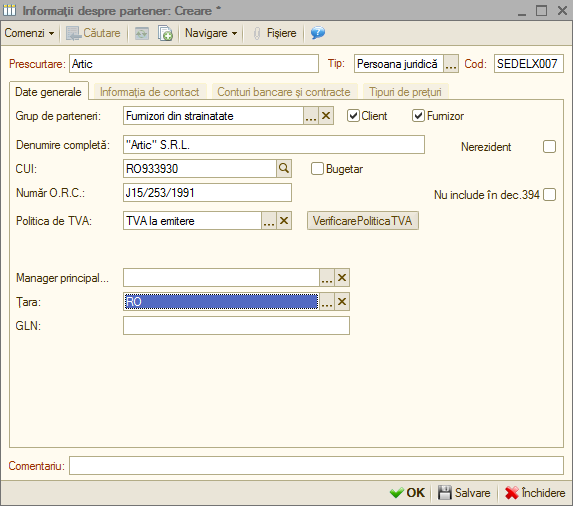 Informații despre partener: Creare *
Comenzi Căutare Navigare Fișiere
Prescurtare: Artic Tip: Persoana juridică ... Cod: SEDELX007
Date generale Informația de contact Conturi bancare și contracte Tipuri de prețuri
Grup de parteneri: Furnizori din strainatate ... Client Furnizor
Denumire completă: "Artic" S.R.L. Nerezident
CUI: RO933930 Bugetar
Număr O.R.C.: J15/253/1991 Nu include în dec.394
Politica de TVA: TVA la emitere ... VerificarePoliticaTVA
Manager principal... ...
Țara: RO ...
GLN:
Comentariu:
OK Salvare Închidere